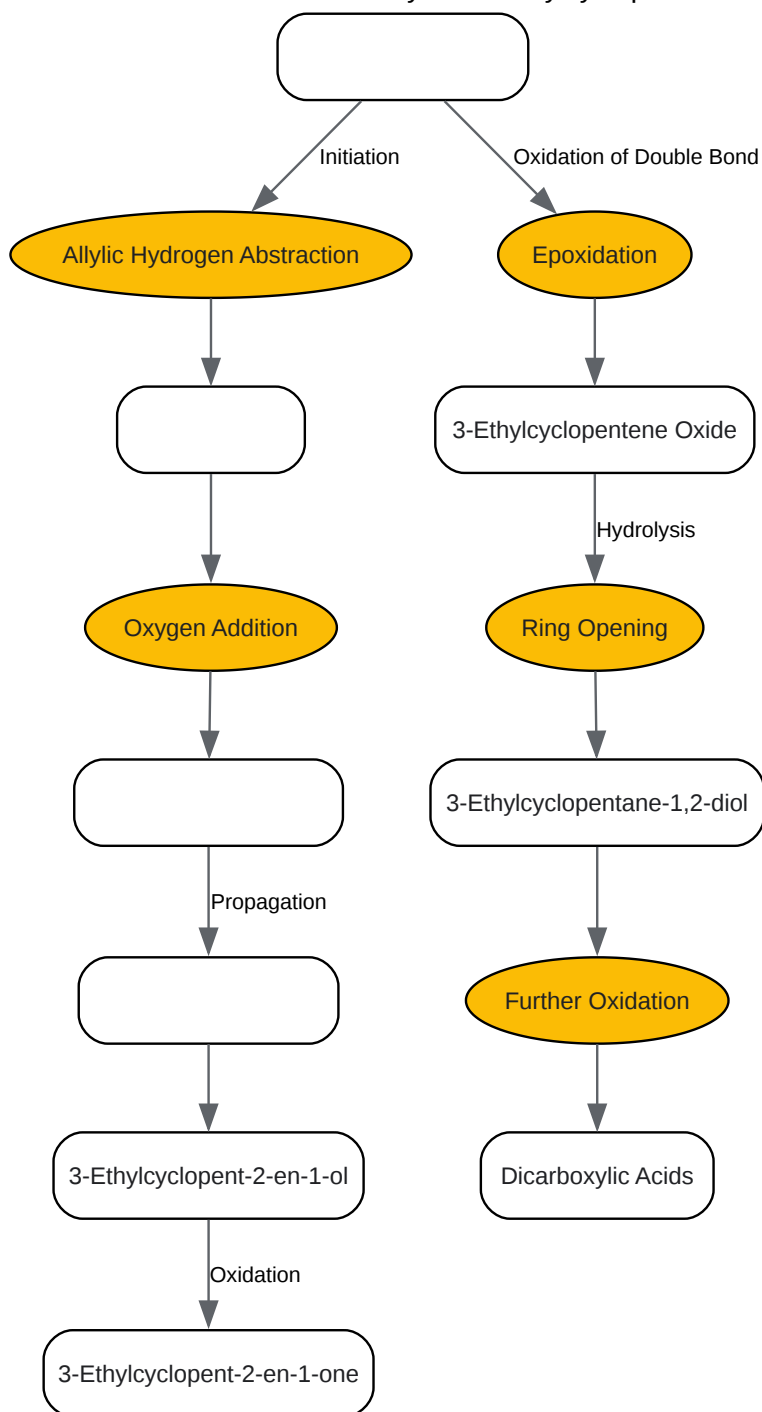 Initiation
Oxidation of Double Bond
Allylic Hydrogen Abstraction
Epoxidation
3-Ethylcyclopentene Oxide
Hydrolysis
Oxygen Addition
Ring Opening
3-Ethylcyclopentane-1,2-diol
Propagation
Further Oxidation
3-Ethylcyclopent-2-en-1-ol
Dicarboxylic Acids
Oxidation
3-Ethylcyclopent-2-en-1-one